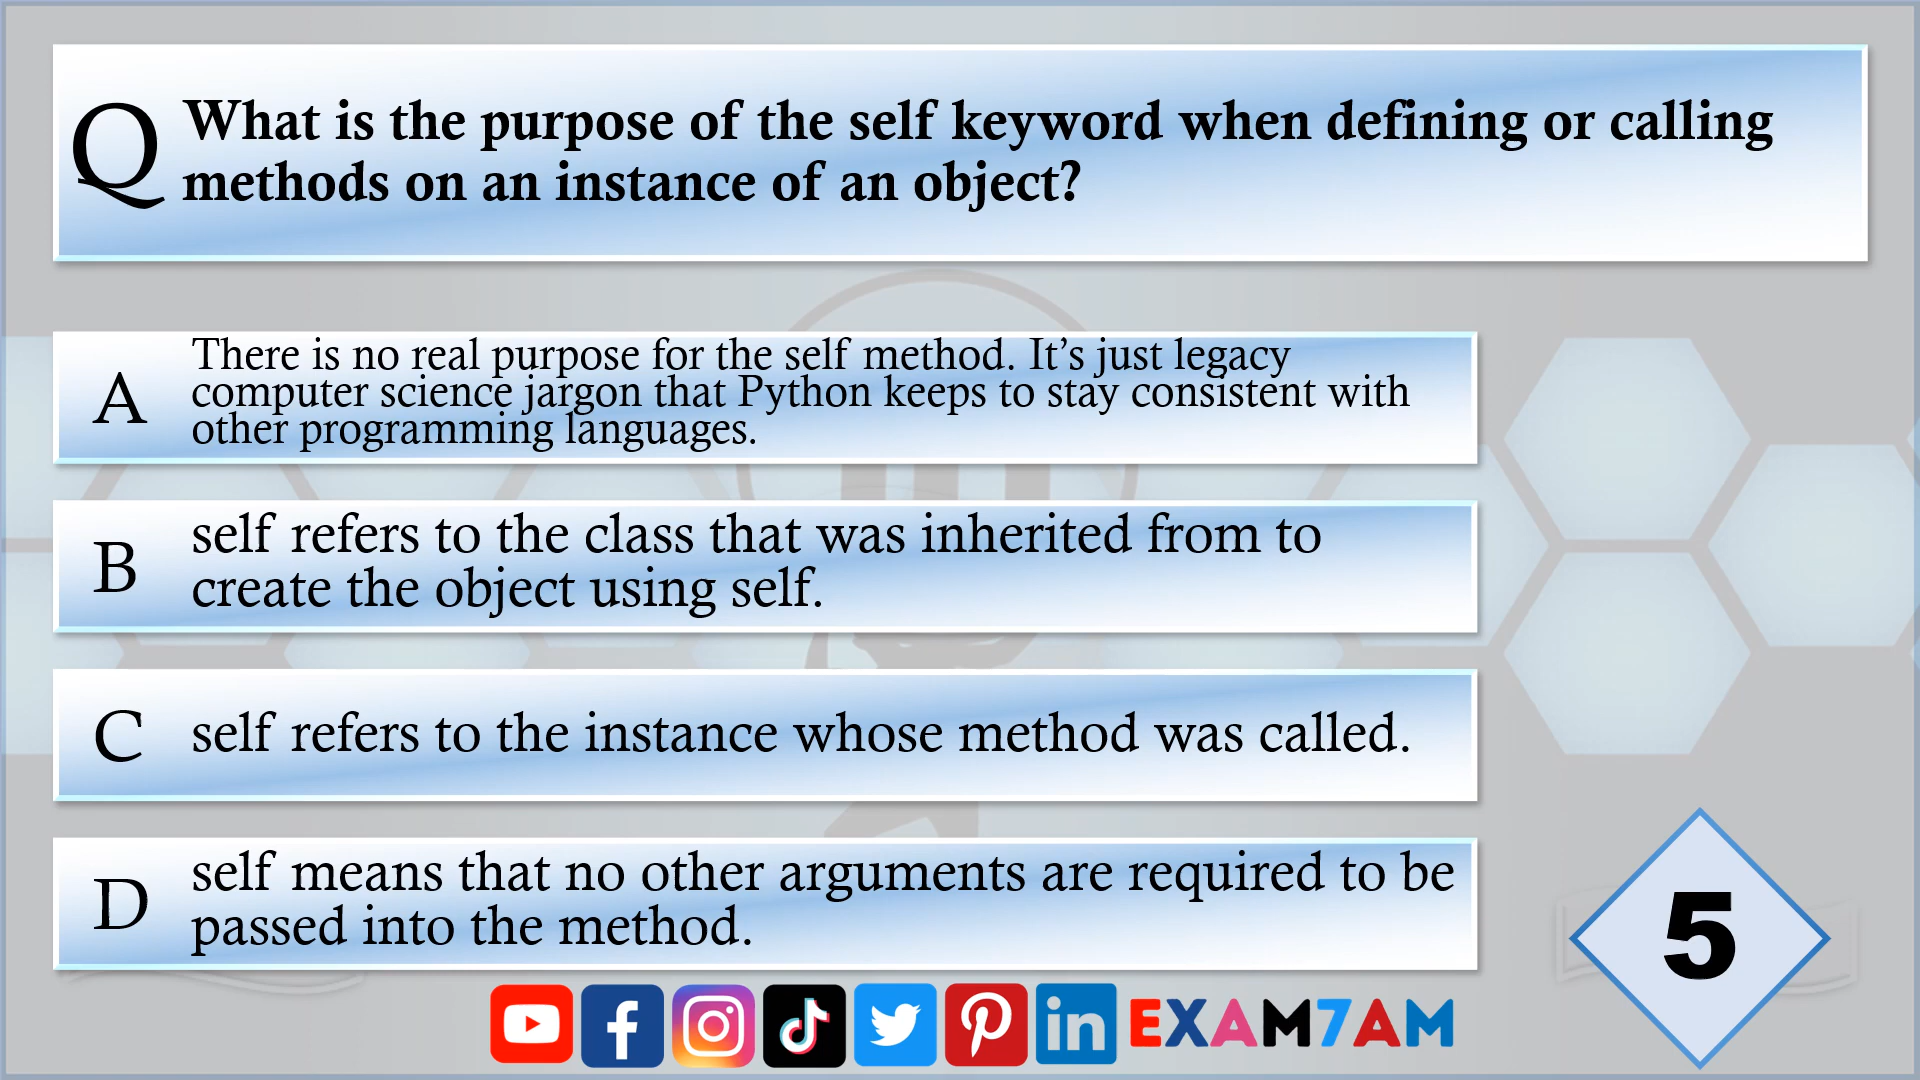 Q
What is the purpose of the self keyword when defining or calling
methods on an instance of an object?
A
There is no real purpose for the self method. It’s just legacy
computer science jargon that Python keeps to stay consistent with
other programming languages.
B
self refers to the class that was inherited from to
create the object using self.
C
self refers to the instance whose method was called.
D
self means that no other arguments are required to be
passed into the method.
5
EXAM7AM